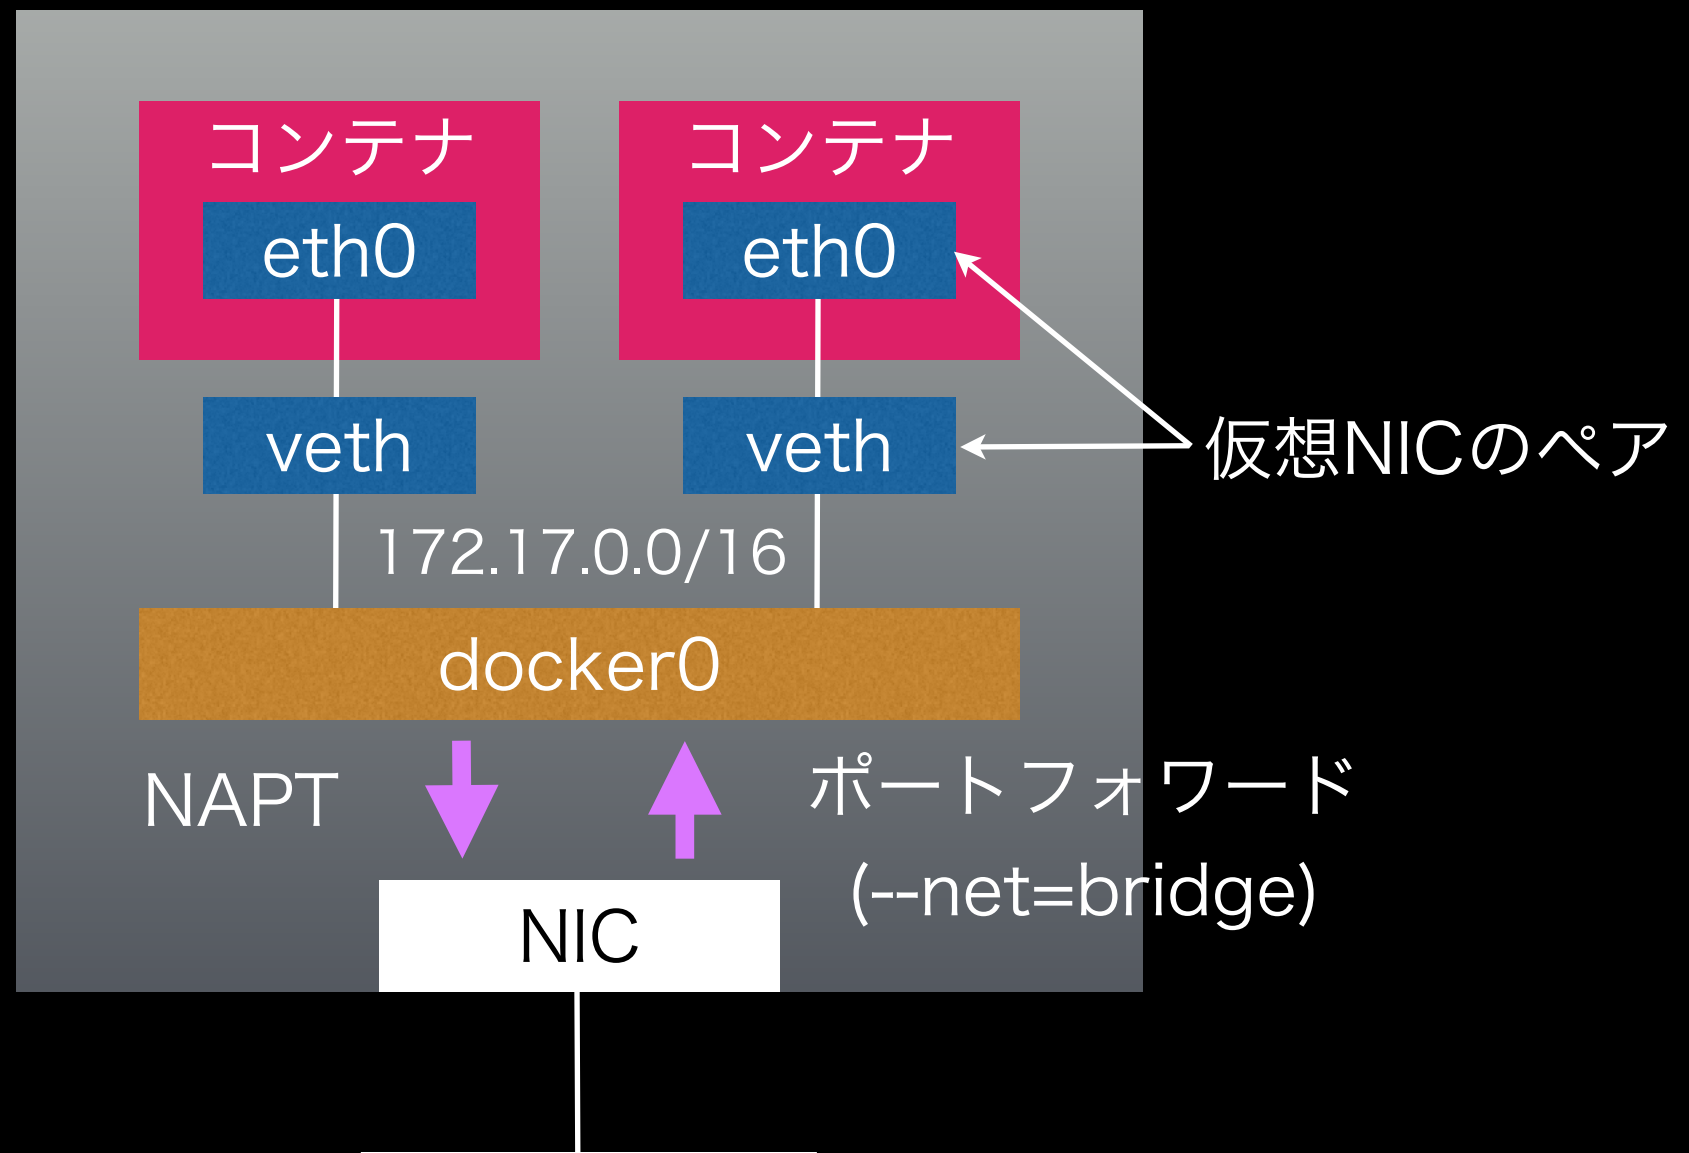 コンテナ
コンテナ
eth0
eth0
veth
veth
仮想NICのペア
172.17.0.0/16
docker0
NAPT
ポートフォワード
(--net=bridge)
NIC